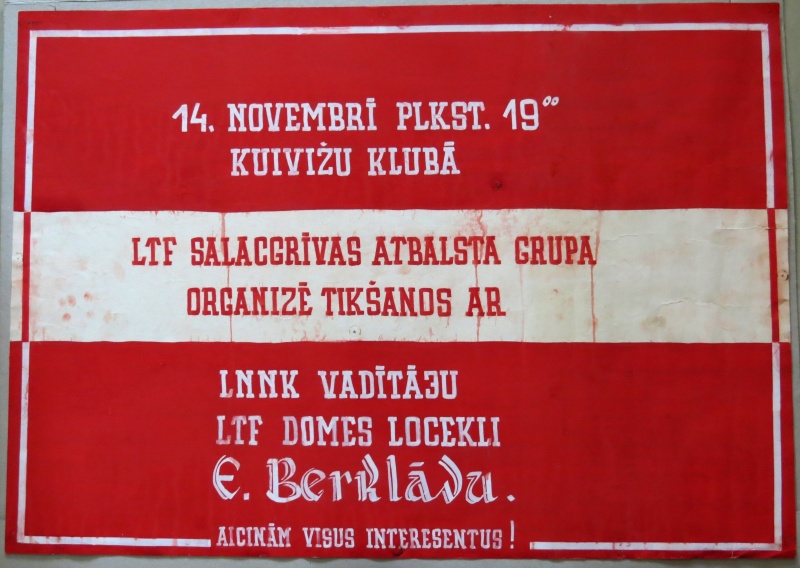 14. NOVEMBRĪ PLKST. 19⁰⁰
KUIVIŽU KLUBĀ
LTF SALACGRĪVAS ATBALSTA GRUPA
ORGANIZĒ TIKŠANOS AR
LNNK VADĪTĀJU
LTF DOMES LOCEKLI
E. Berklāvu.
AICINĀM VISUS INTERESENTUS!